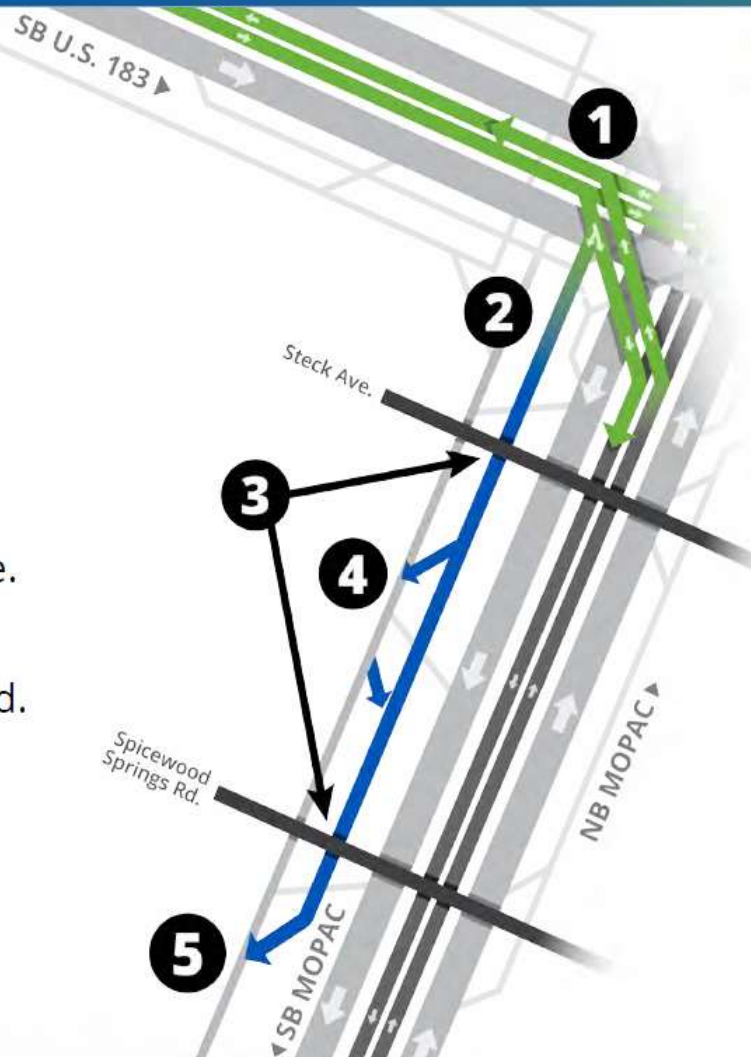 SB U.S. 183 ▶
1
2
Steck Ave.
3
4
e.
d.
Spicewood
Springs Rd.
NB MOPAC ▶
5
◀ SB MOPAC